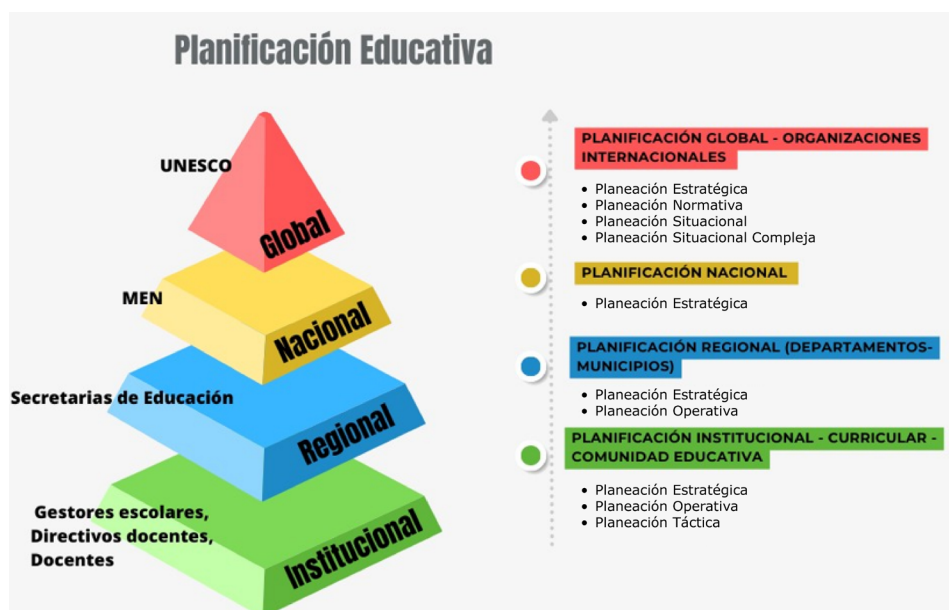 Planificación Educativa
UNESCO
Global
MEN
Nacional
Secretarias de Educación
Regional
Gestores escolares,
Directivos docentes,
Docentes
Institucional
PLANIFICACIÓN GLOBAL - ORGANIZACIONES
INTERNACIONALES
• Planeación Estratégica
• Planeación Normativa
• Planeación Situacional
• Planeación Situacional Compleja
PLANIFICACIÓN NACIONAL
• Planeación Estratégica
PLANIFICACIÓN REGIONAL (DEPARTAMENTOS-
MUNICIPIOS)
• Planeación Estratégica
• Planeación Operativa
PLANIFICACIÓN INSTITUCIONAL - CURRICULAR -
COMUNIDAD EDUCATIVA
• Planeación Estratégica
• Planeación Operativa
• Planeación Táctica